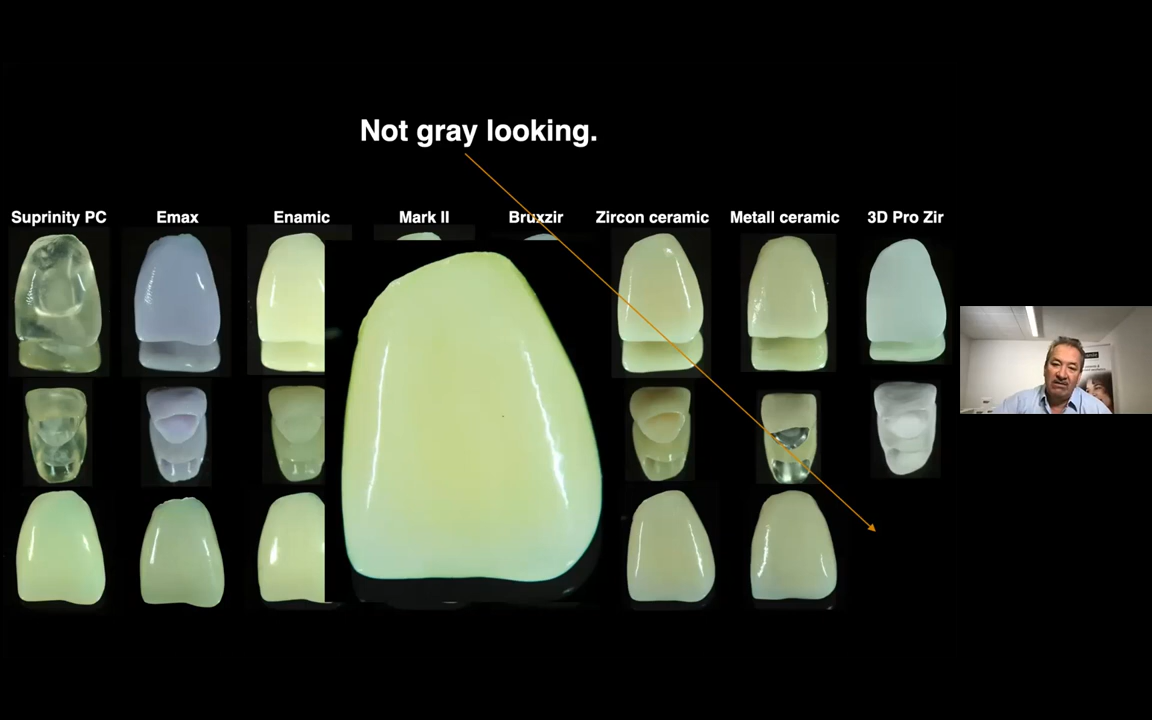 Not gray looking.
Suprinity PC
Emax
Enamic
Mark II
Bruxzir
Zircon ceramic
Metall ceramic
3D Pro Zir